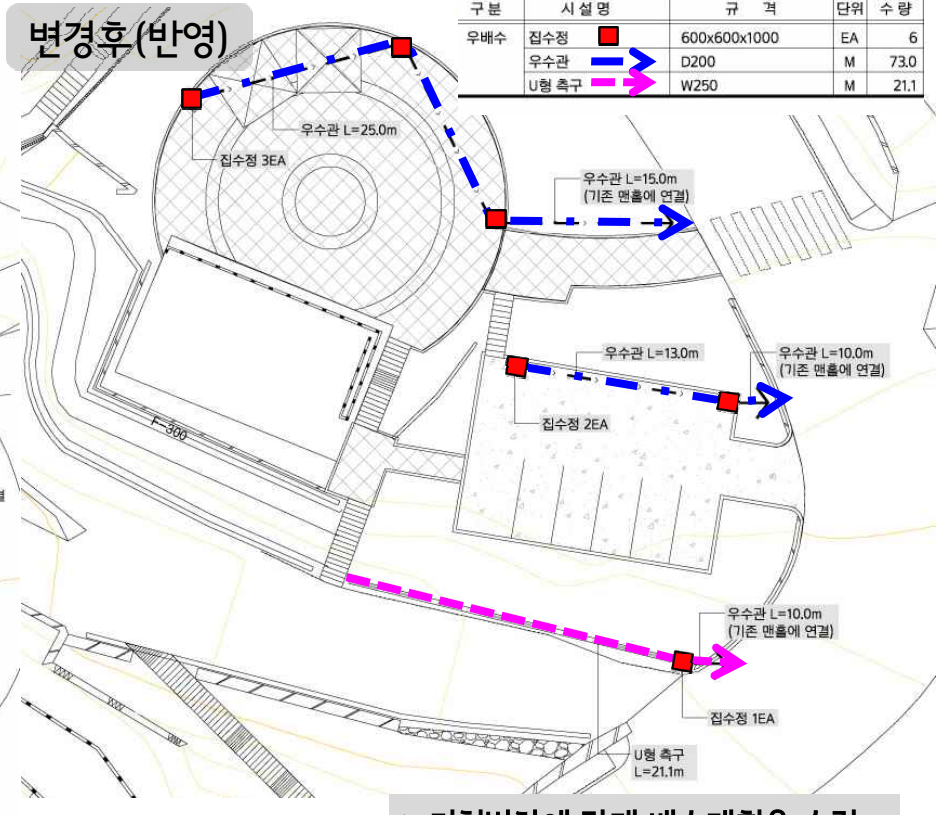 변경후(반영)
구 분 시 설 명 규 격 단위 수 량
우배수 집수정 600x600x1000 EA 6
우수관 D200 M 73.0
U형 측구 W250 M 21.1
우수관 L=25.0m
집수정 3EA
우수관 L=15.0m
(기존 맨홀에 연결)
우수관 L=13.0m
우수관 L=10.0m
(기존 맨홀에 연결)
집수정 2EA
F-300
우수관 L=10.0m
(기존 맨홀에 연결)
집수정 1EA
U형 측구
L=21.1m